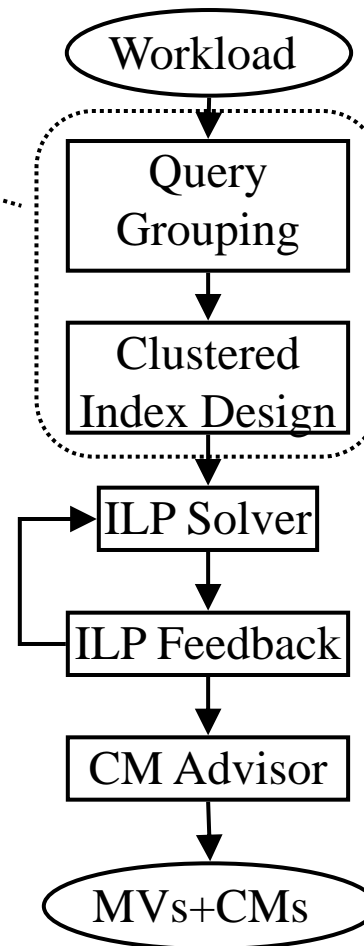 Workload
Query
Grouping
Clustered
Index Design
ILP Solver
ILP Feedback
CM Advisor
MVs+CMs